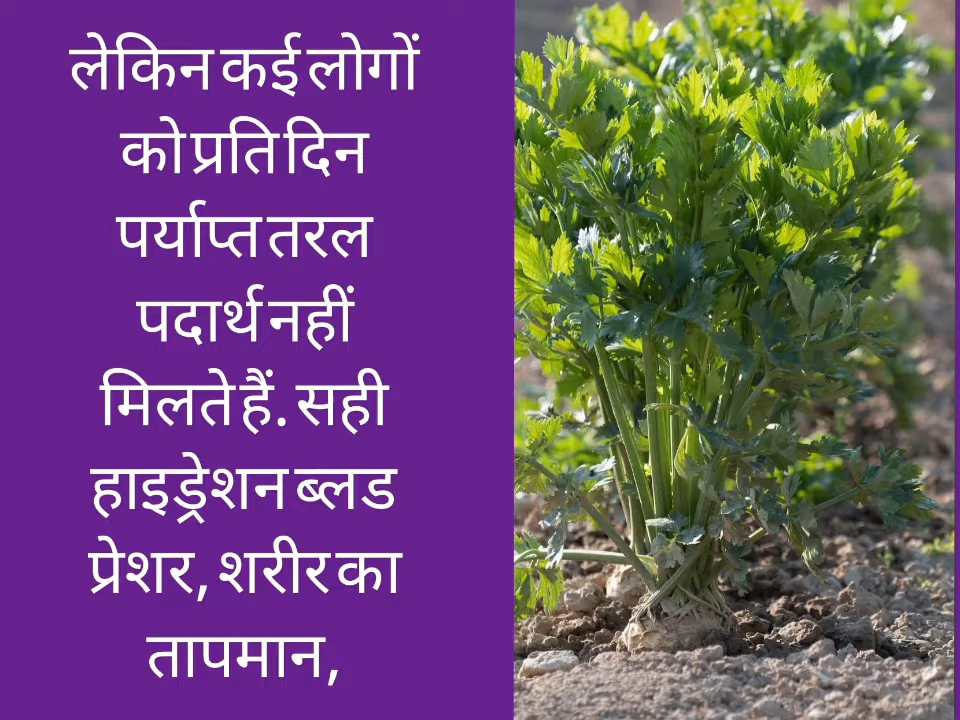 लेकिन कई लोगों
को प्रति दिन
पर्याप्त तरल
पदार्थ नहीं
मिलते हैं. सही
हाइड्रेशन ब्लड
प्रेशर, शरीर का
तापमान,